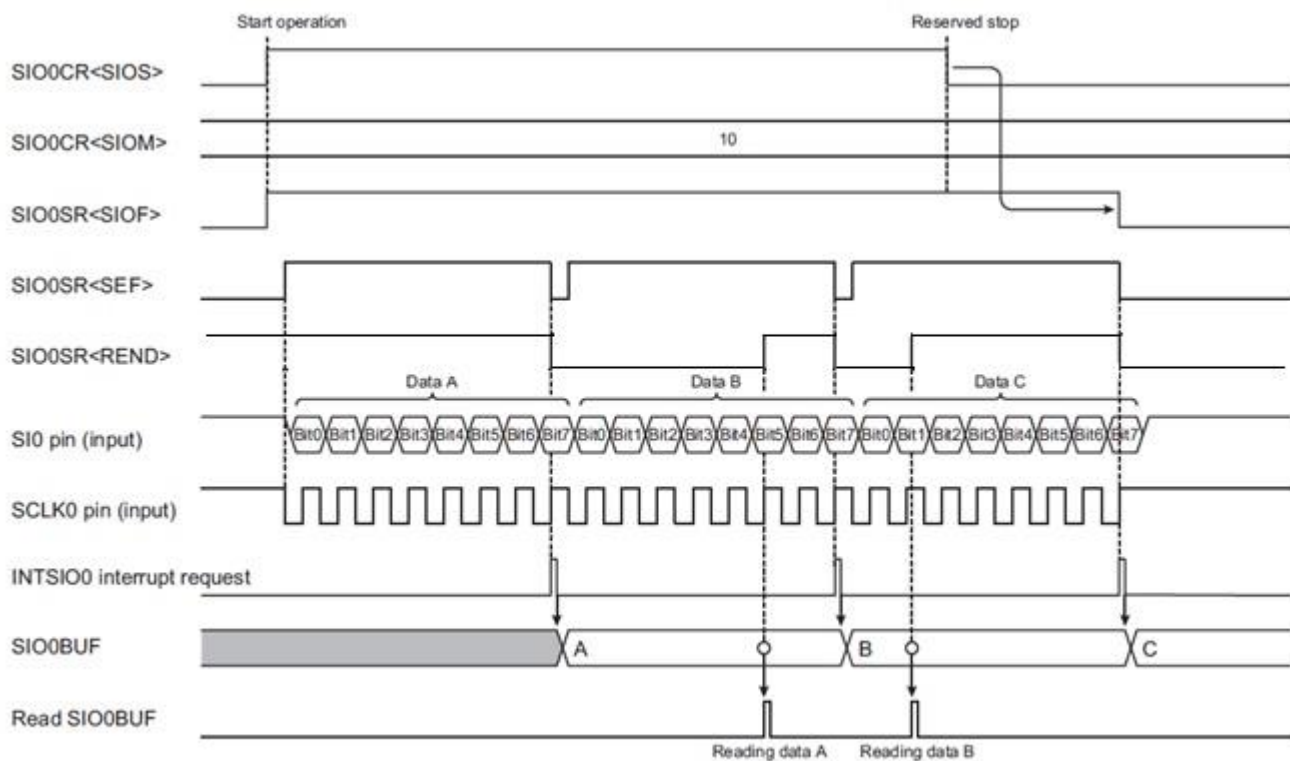 Start operation
Reserved stop
SIO0CR<SIOS>
SIO0CR<SIOM>
10
SIO0SR<SIOF>
SIO0SR<SEF>
SIO0SR<REND>
Data A
Data B
Data C
SI0 pin (input)
Bit0 Bit1 Bit2 Bit3 Bit4 Bit5 Bit6 Bit7 Bit0 Bit1 Bit2 Bit3 Bit4 Bit5 Bit6 Bit7 Bit0 Bit1 Bit2 Bit3 Bit4 Bit5 Bit6 Bit7
SCLK0 pin (input)
INTSIO0 interrupt request
SIO0BUF
A
B
C
Read SIO0BUF
Reading data A
Reading data B